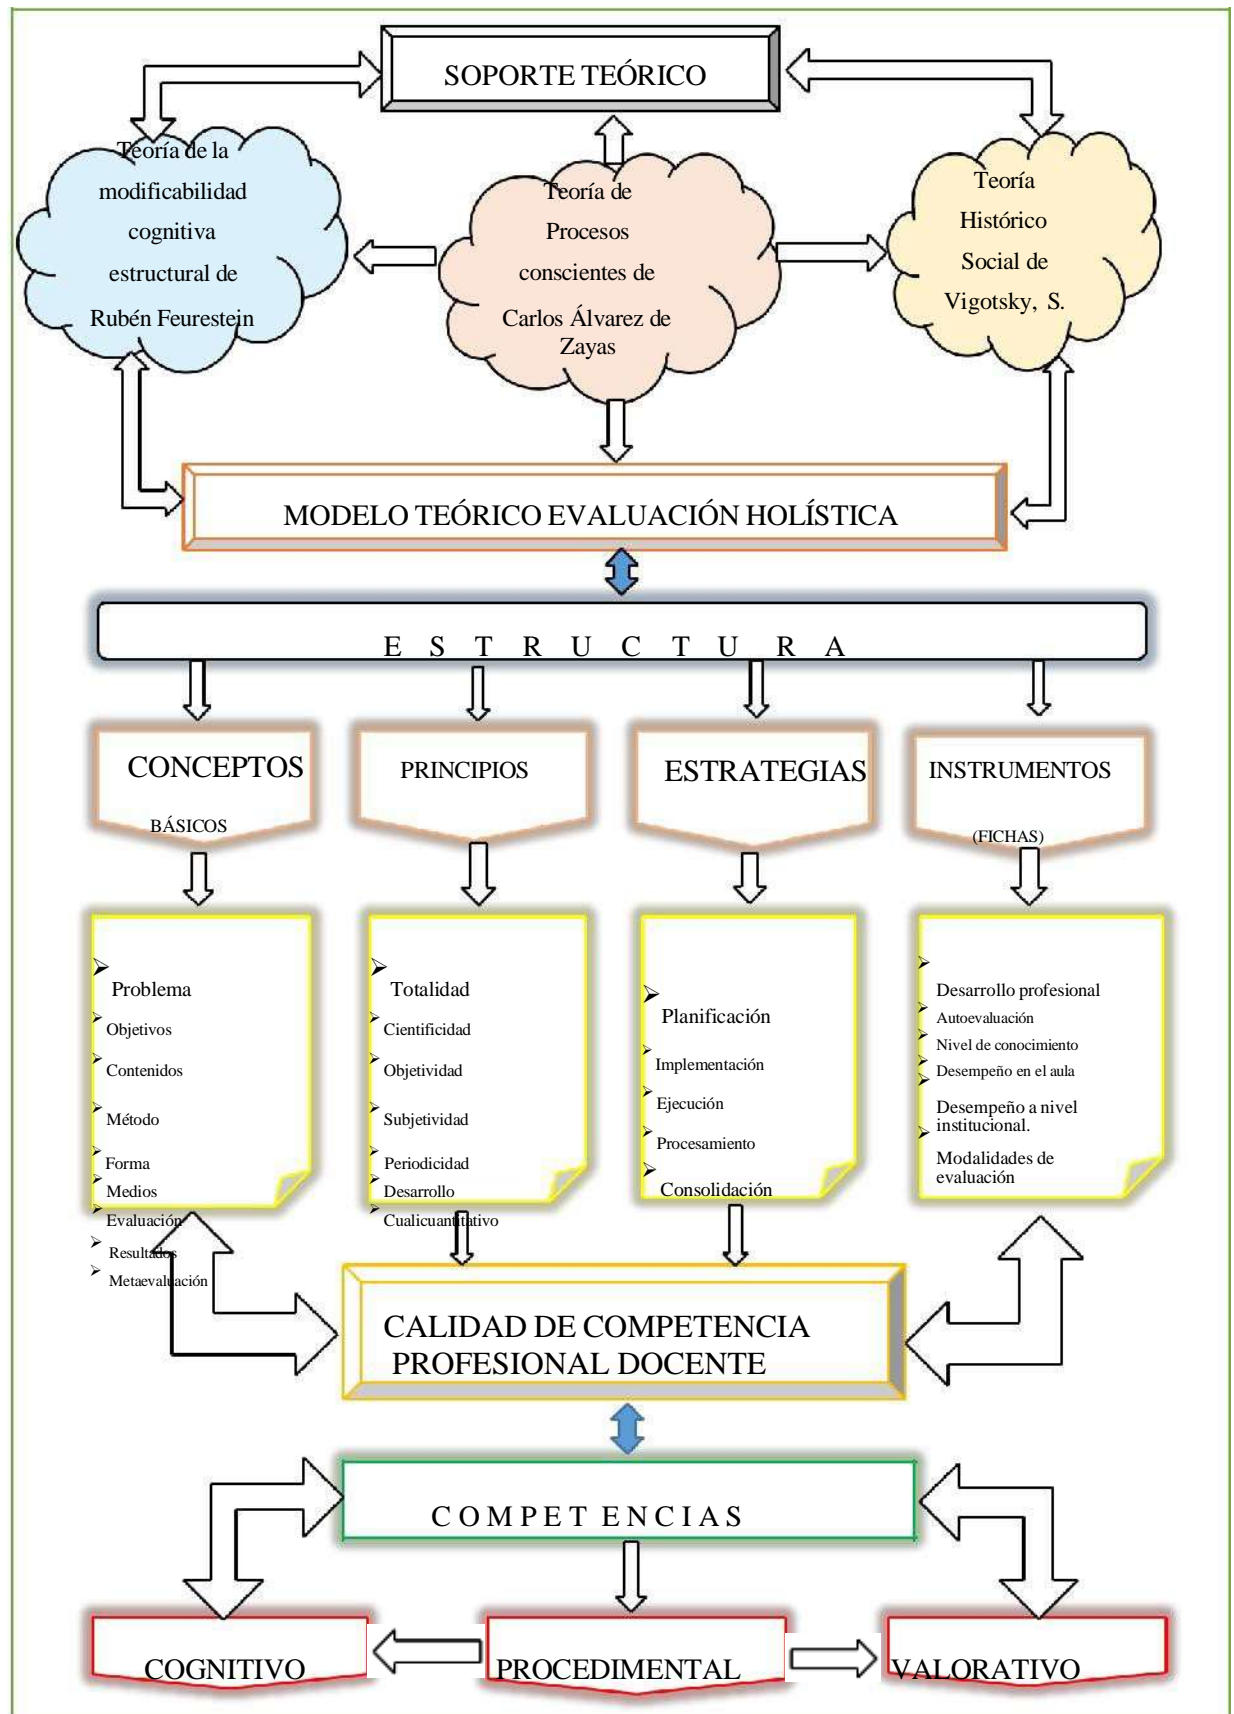 SOPORTE TEÓRICO
Teoría de la
modificabilidad
cognitiva
estructural de
Rubén Feurestein
Teoría de
Procesos
conscientes de
Carlos Álvarez de
Zayas
Teoría
Histórico
Social de
Vigotsky, S.
MODELO TEÓRICO EVALUACIÓN HOLÍSTICA
E S T R U C T U R A
CONCEPTOS
BÁSICOS
PRINCIPIOS
ESTRATEGIAS
INSTRUMENTOS
(FICHAS)
Problema
Objetivos
Contenidos
Método
Forma
Medios
Evaluación
Resultados
Metaevaluación
Totalidad
Cientificidad
Objetividad
Subjetividad
Periodicidad
Desarrollo
Cualicuantitativo
Planificación
Implementación
Ejecución
Procesamiento
Consolidación
Desarrollo profesional
Autoevaluación
Nivel de conocimiento
Desempeño en el aula
Desempeño a nivel
institucional.
Modalidades de
evaluación
CALIDAD DE COMPETENCIA
PROFESIONAL DOCENTE
C O M P E T E N C I A S
COGNITIVO
PROCEDIMENTAL
VALORATIVO